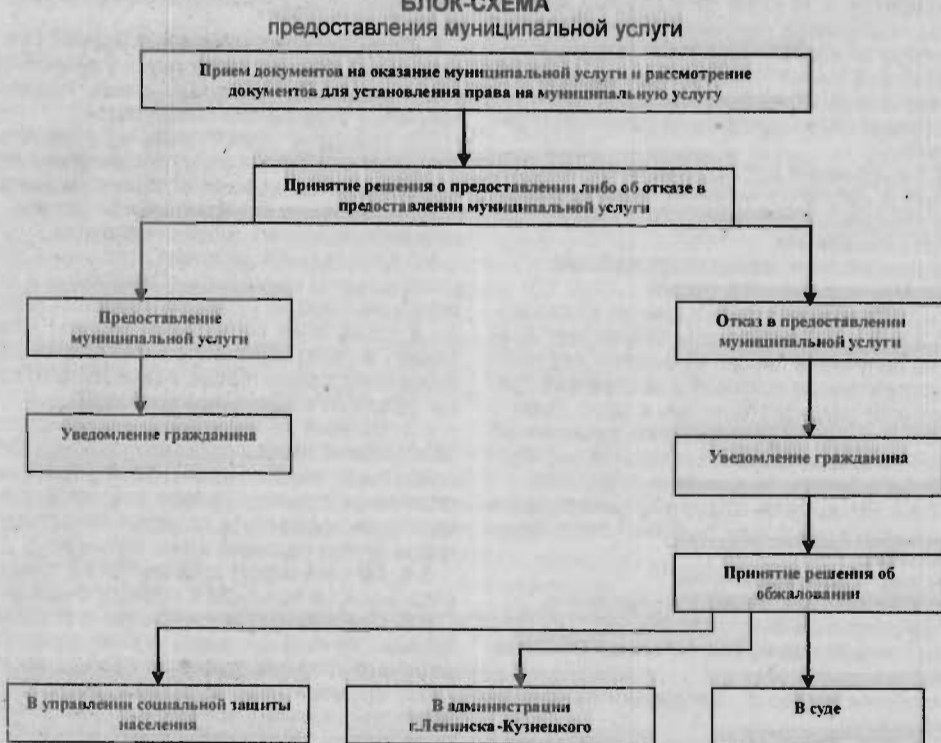 БЛОК-СХЕМА
предоставления муниципальной услуги
Прием документов на оказание муниципальной услуги и рассмотрение
документов для установления права на муниципальную услугу
Принятие решения о предоставлении либо об отказе в
предоставлении муниципальной услуги
Предоставление
муниципальной услуги
Отказ в предоставлении
муниципальной услуги
Уведомление гражданина
Уведомление гражданина
Принятие решения об
обжаловании
В управлении социальной защиты
населения
В администрации
г.Ленинска-Кузнецкого
В суде